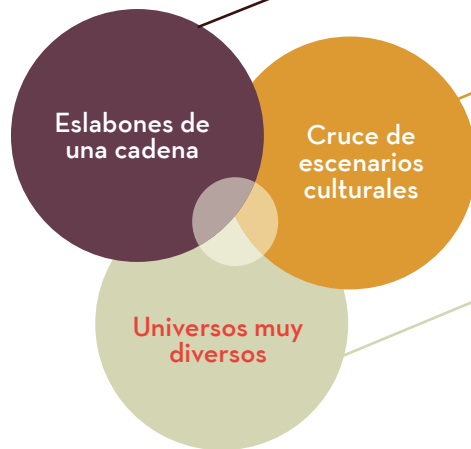 Eslabones de
una cadena
Cruce de
escenarios
culturales
Universos muy
diversos